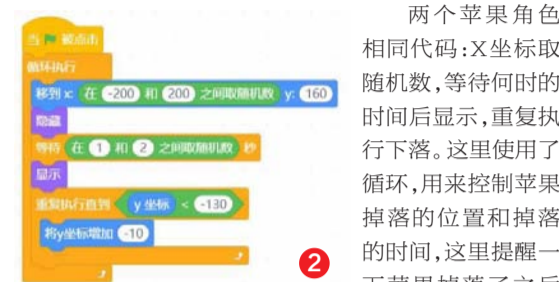 当 被点击
循环执行
移到 x: 在 -200 和 200 之间取随机数 y: 160
隐藏
等待 在 1 和 2 之间取随机数 秒
显示
重复执行直到 y 坐标 < -130
将y坐标增加 -10
2
两个苹果角色
相同代码:X坐标取
随机数,等待何时的
时间后显示,重复执
行下落。这里使用了
循环,用来控制苹果
掉落的位置和掉落
的时间,这里提醒一